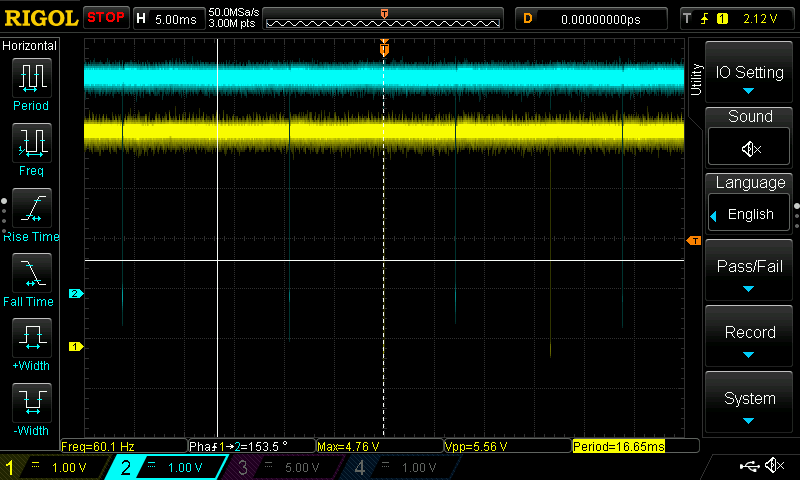 RIGOL STOP H 5.00ms 50.0MSa/s 3.00M pts T D 0.00000000ps T 1 2.12 V
Horizontal
Period
Freq
Rise Time
Fall Time
+Width
-Width
T
T
2
1
Utility
IO Setting
Sound
Language
English
Pass/Fail
Record
System
Freq=60.1 Hz Pha1→2=153.5 ° Max=4.76 V Vpp=5.56 V Period=16.65ms
1 1.00 V 2 1.00 V 3 5.00 V 4 1.00 V